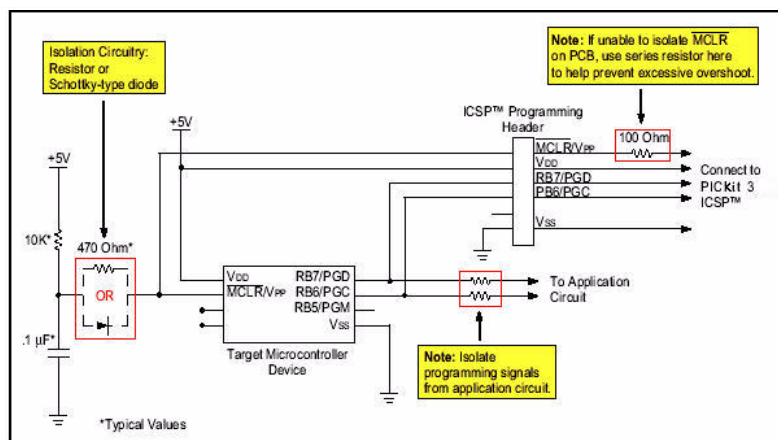 Isolation Circuitry:
Resistor or
Schottky-type diode
Note: If unable to isolate MCLR
on PCB, use series resistor here
to help prevent excessive overshoot.
ICSP™ Programming
Header
+5V
100 Ohm
MCLR/VPP
VDD
RB7/PGD
PB6/PGC
VSS
Connect to
PICkit 3
ICSP™
+5V
10K*
470 Ohm*
OR
.1 µF*
VDD
MCLR/VPP
RB7/PGD
RB6/PGC
RB5/PGM
VSS
Target Microcontroller
Device
To Application
Circuit
Note: Isolate
programming signals
from application circuit.
*Typical Values